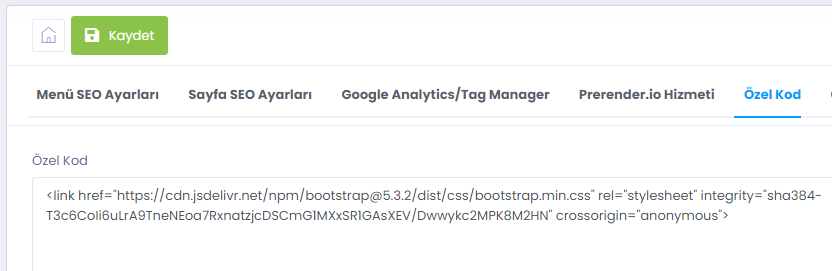 Kaydet
Menü SEO Ayarları Sayfa SEO Ayarları Google Analytics/Tag Manager Prerender.io Hizmeti Özel Kod
Özel Kod
<link href="https://cdn.jsdelivr.net/npm/bootstrap@5.3.2/dist/css/bootstrap.min.css" rel="stylesheet" integrity="sha384-
T3c6CoIi6uLrA9TneNEoa7RxnatzjcDSCmG1MXxSR1GAsXEV/Dwwykc2MPK8M2HN" crossorigin="anonymous">